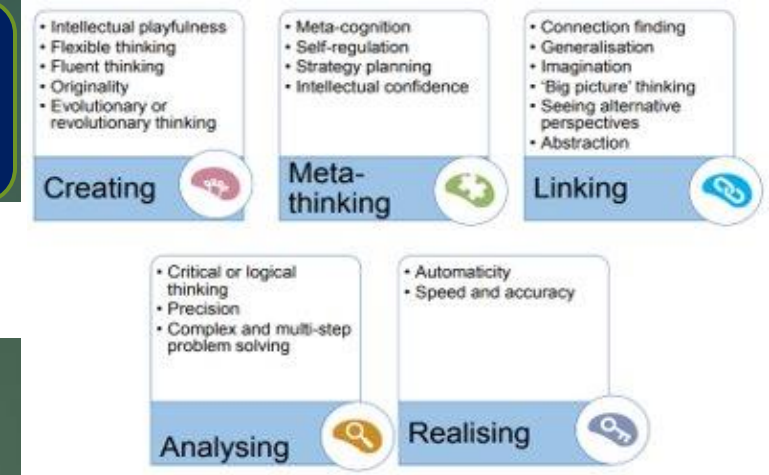 • Intellectual playfulness
• Flexible thinking
• Fluent thinking
• Originality
• Evolutionary or
revolutionary thinking
Creating
• Meta-cognition
• Self-regulation
• Strategy planning
• Intellectual confidence
Meta-
thinking
• Connection finding
• Generalisation
• Imagination
• 'Big picture' thinking
• Seeing alternative
perspectives
• Abstraction
Linking
• Critical or logical
thinking
• Precision
• Complex and multi-step
problem solving
Analysing
• Automaticity
• Speed and accuracy
Realising